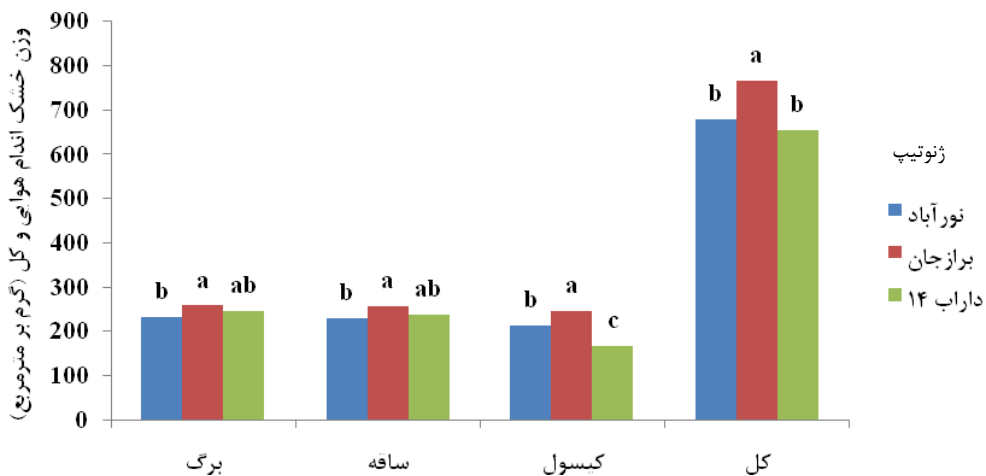 وزن خشک اندام هوایی و کل (گرم بر مترمربع)
900
800
700
600
500
400
300
200
100
0
b a ab
b a ab
b a c
b a b
برگ
ساقه
کپسول
کل
ژنوتیپ
نورآباد
برازجان
داراب ۱۴